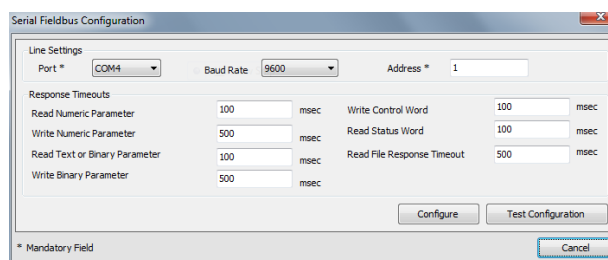 Serial Fieldbus Configuration
Line Settings
Port * COM4 Baud Rate 9600 Address * 1
Response Timeouts
Read Numeric Parameter 100 msec Write Control Word 100 msec
Write Numeric Parameter 500 msec Read Status Word 100 msec
Read Text or Binary Parameter 100 msec Read File Response Timeout 500 msec
Write Binary Parameter 500 msec
Configure Test Configuration
* Mandatory Field Cancel